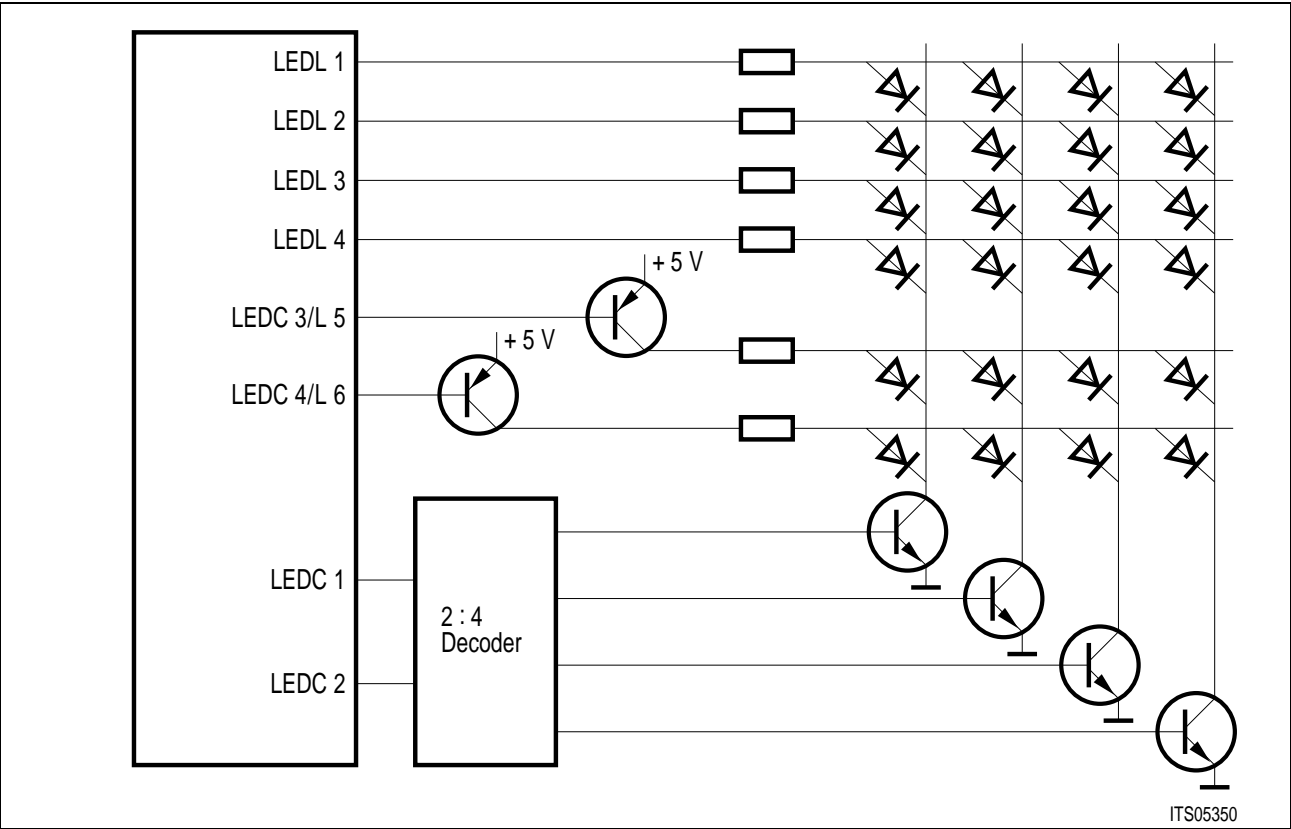 LEDL 1
LEDL 2
LEDL 3
LEDL 4
+ 5 V
LEDC 3/L 5
+ 5 V
LEDC 4/L 6
LEDC 1
2 : 4
Decoder
LEDC 2
ITS05350